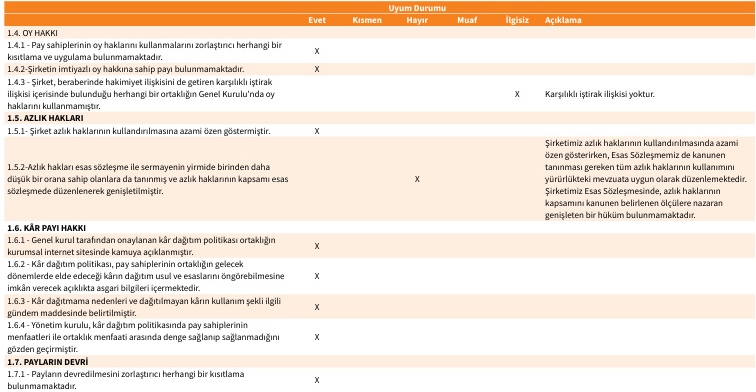 Uyum Durumu
Evet Kısmen Hayır Muaf İlgisiz Açıklama
1.4. OY HAKKI
1.4.1 - Pay sahiplerinin oy haklarını kullanmalarını zorlaştırıcı herhangi bir
kısıtlama ve uygulama bulunmamaktadır.
X
1.4.2-Şirketin imtiyazlı oy hakkına sahip payı bulunmamaktadır.
X
1.4.3 - Şirket, beraberinde hakimiyet ilişkisini de getiren karşılıklı iştirak
ilişkisi içerisinde bulunduğu herhangi bir ortaklığın Genel Kurulu'nda oy
haklarını kullanmamıştır.
X
Karşılıklı iştirak ilişkisi yoktur.
1.5. AZLIK HAKLARI
1.5.1- Şirket azlık haklarının kullandırılmasına azami özen göstermiştir.
X
1.5.2-Azlık hakları esas sözleşme ile sermayenin yirmide birinden daha
düşük bir orana sahip olanlara da tanınmış ve azlık haklarının kapsamı esas
sözleşmede düzenlenerek genişletilmiştir.
X
Şirketimiz azlık haklarının kullandırılmasında azami
özen gösterirken, Esas Sözleşmemiz de kanunen
tanınması gereken tüm azlık haklarının kullanımını
yürürlükteki mevzuata uygun olarak düzenlemektedir.
Şirketimiz Esas Sözleşmesinde, azlık haklarının
kapsamını kanunen belirlenen ölçülere nazaran
genişleten bir hüküm bulunmamaktadır.
1.6. KÂR PAYI HAKKI
1.6.1 - Genel kurul tarafından onaylanan kâr dağıtım politikası ortaklığın
kurumsal internet sitesinde kamuya açıklanmıştır.
X
1.6.2 - Kâr dağıtım politikası, pay sahiplerinin ortaklığın gelecek
dönemlerde elde edeceği kârın dağıtım usul ve esaslarını öngörebilmesine
imkân verecek açıklıkta asgari bilgileri içermektedir.
X
1.6.3 - Kâr dağıtmama nedenleri ve dağıtılmayan kârın kullanım şekli ilgili
gündem maddesinde belirtilmiştir.
X
1.6.4 - Yönetim kurulu, kâr dağıtım politikasında pay sahiplerinin
menfaatleri ile ortaklık menfaati arasında denge sağlanıp sağlanmadığını
gözden geçirmiştir.
X
1.7. PAYLARIN DEVRİ
1.7.1 - Payların devredilmesini zorlaştırıcı herhangi bir kısıtlama
bulunmamaktadır.
X